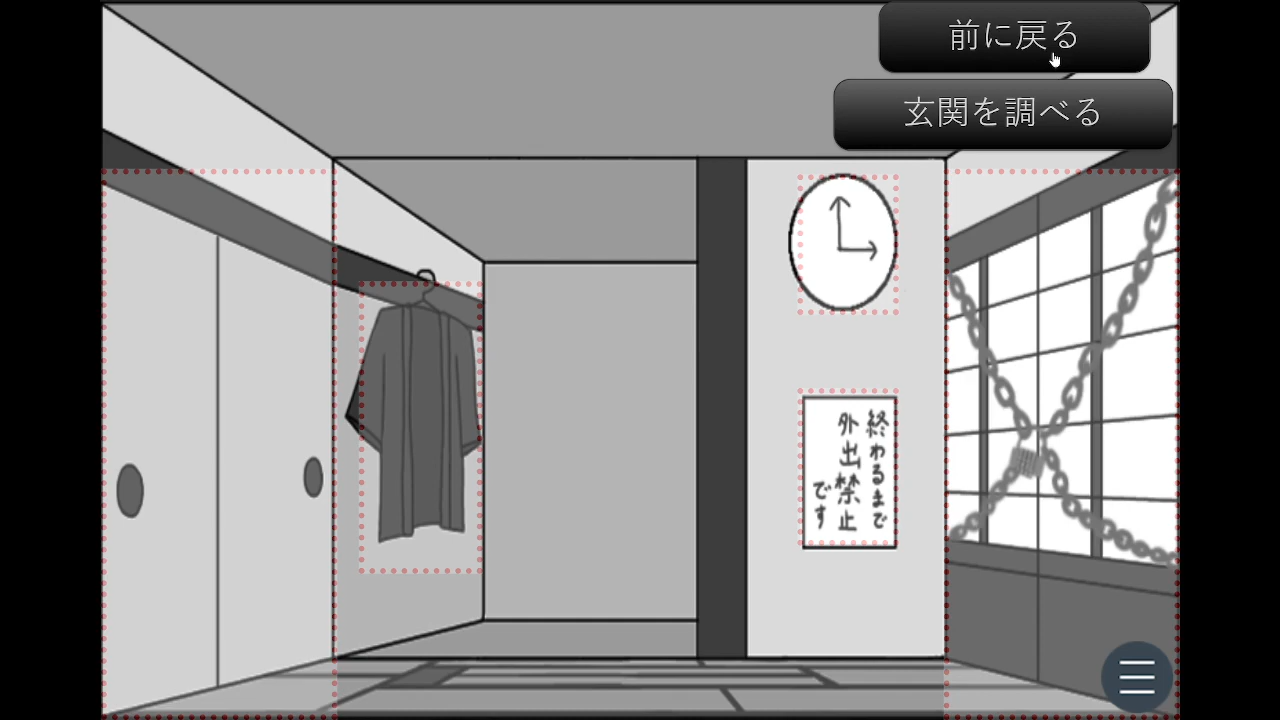 前に戻る
玄関を調べる
終わるまで
外出禁止
です